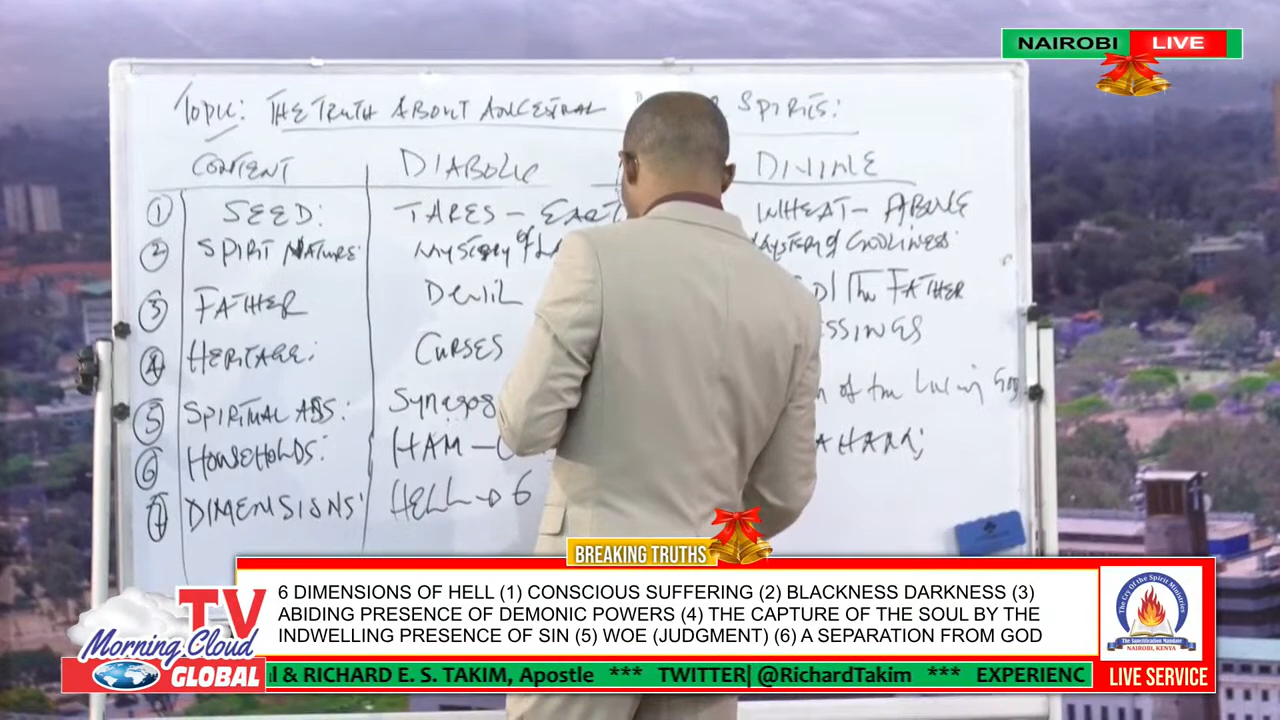 NAIROBI LIVE
TOPIC: THE TRUTH ABOUT ANCESTRAL SPIRITS:
CONTENT DIABOLIC DIVINE
1 SEED: TARES – WHEAT – ABOVE
2 SPIRIT NATURE: MYSTERY OF MYSTERY of GODLINESS:
3 FATHER DEVIL THE FATHER
4 HERITAGE: CURSES SSINGS
5 of the Living God
6 HOUSEHOLDS: HAM –
7 DIMENSIONS: HELL → 6
BREAKING TRUTHS
6 DIMENSIONS OF HELL (1) CONSCIOUS SUFFERING (2) BLACKNESS DARKNESS (3)
ABIDING PRESENCE OF DEMONIC POWERS (4) THE CAPTURE OF THE SOUL BY THE
INDWELLING PRESENCE OF SIN (5) WOE (JUDGMENT) (6) A SEPARATION FROM GOD
The Cry Of the Spirit Ministries
The Sanctification Mandate
NAIROBI, KENYA
TV
Morning Cloud
GLOBAL
l & RICHARD E. S. TAKIM, Apostle *** TWITTER| @RichardTakim *** EXPERIENC
LIVE SERVICE